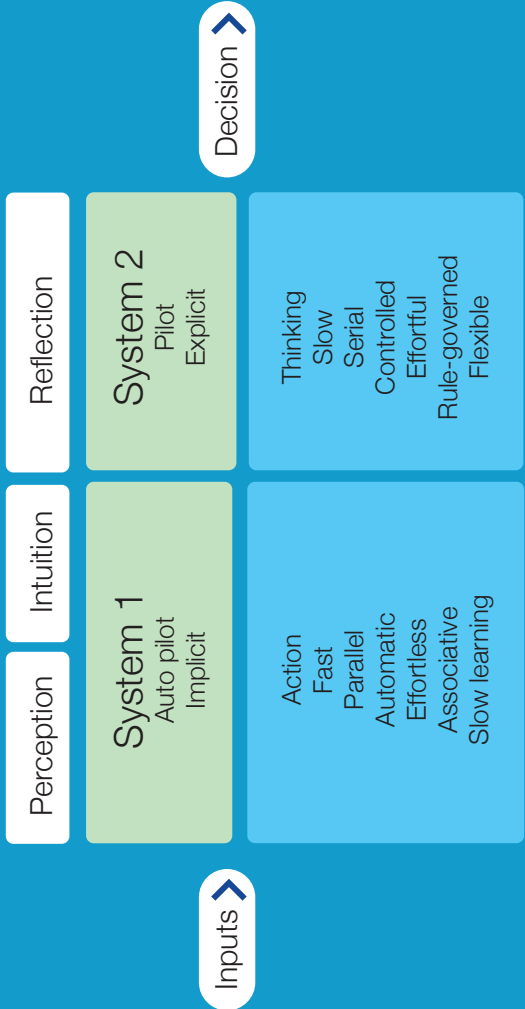 Perception
Intuition
Reflection
Inputs
System 1
Auto pilot
Implicit
System 2
Pilot
Explicit
Decision
Action
Fast
Parallel
Automatic
Effortless
Associative
Slow learning
Thinking
Slow
Serial
Controlled
Effortful
Rule-governed
Flexible